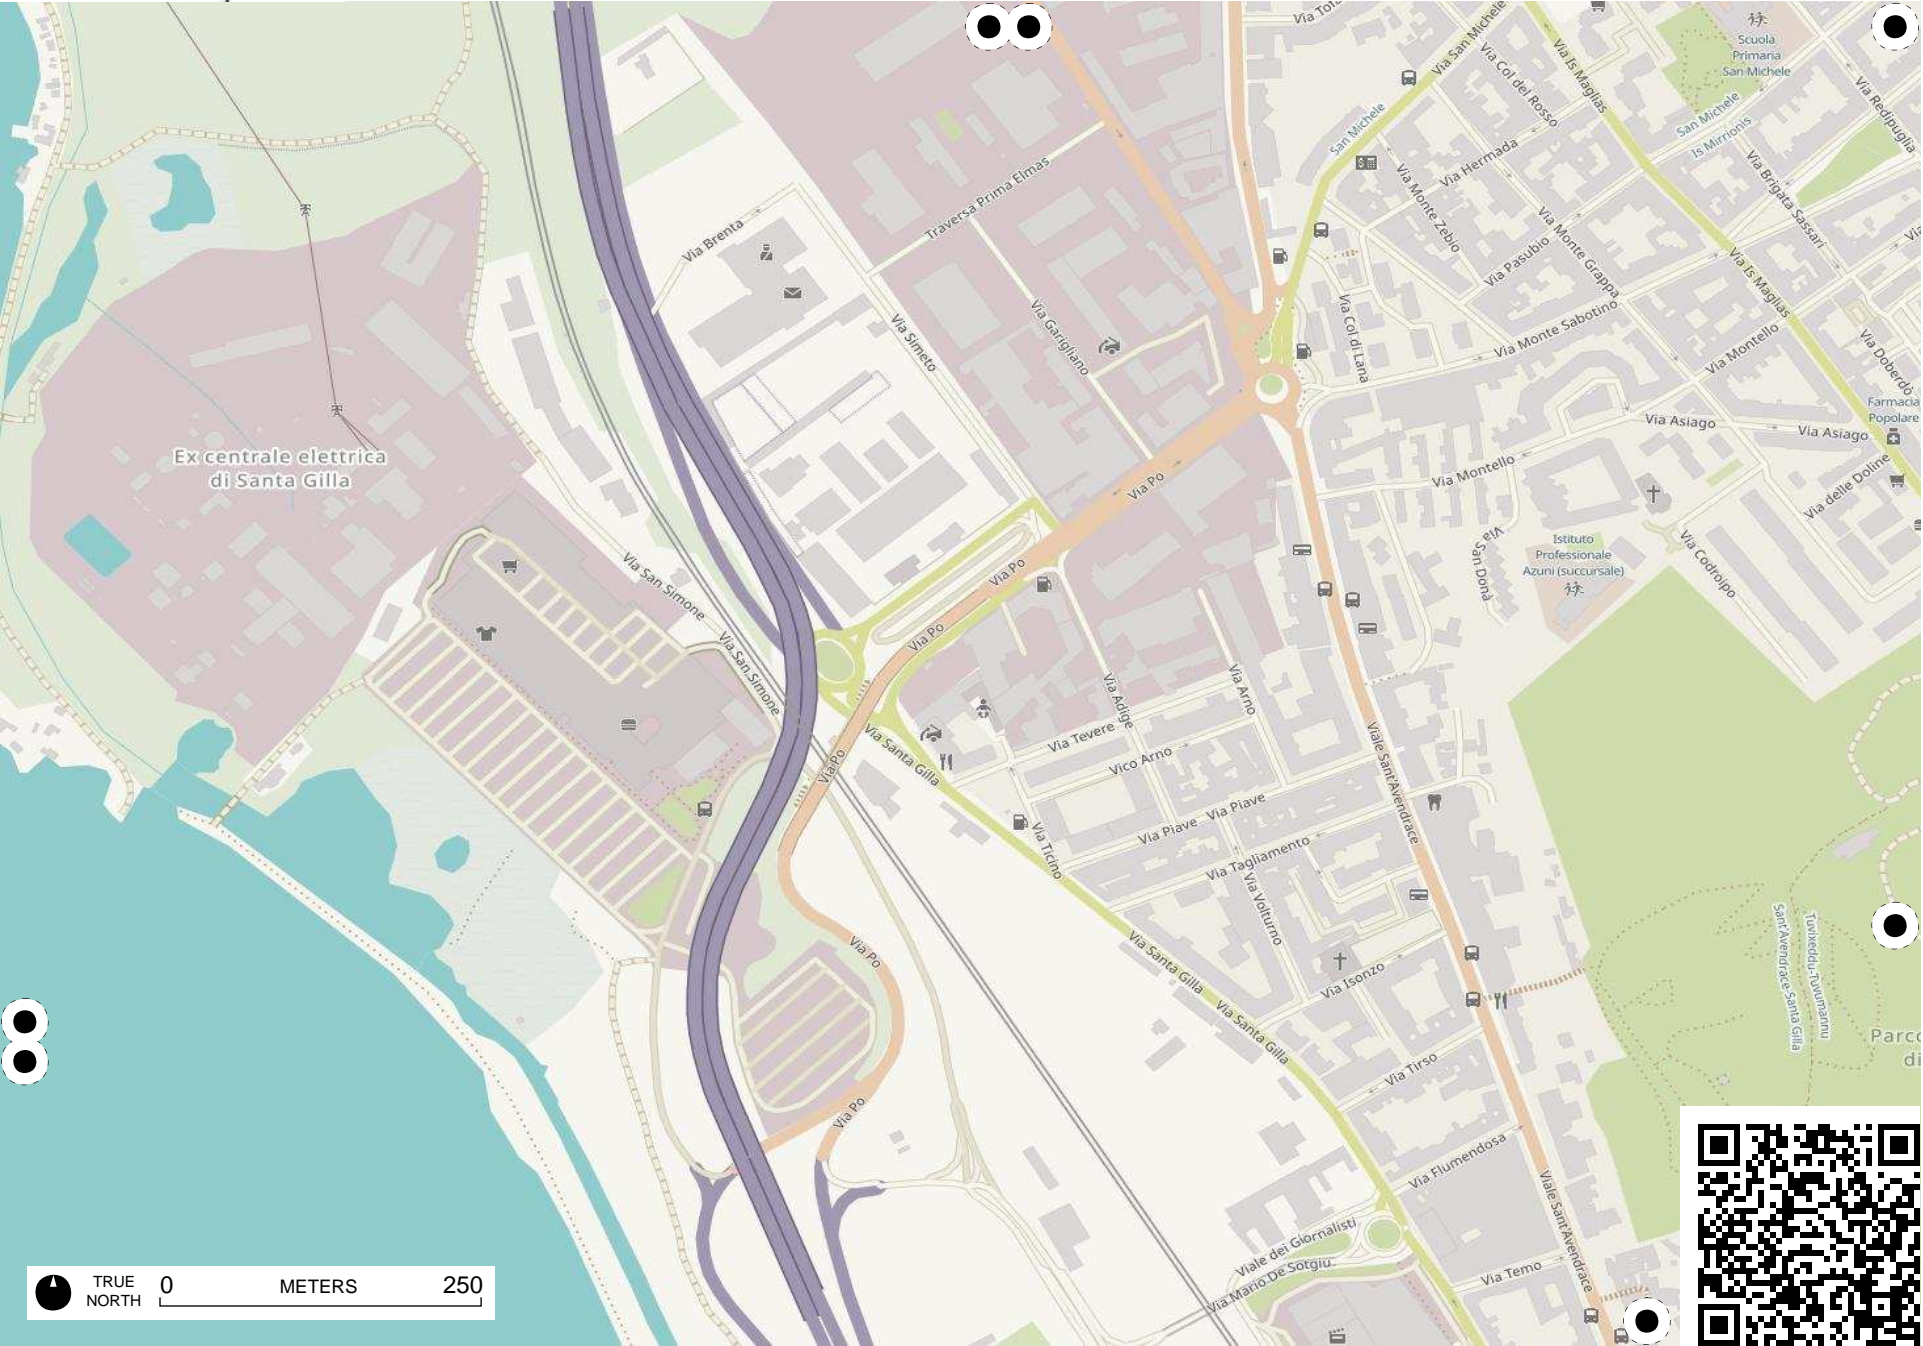 Via San Michele
Via Is Maglias
Scuola
Primaria
San Michele
Via Col del Rosso
Via Redipuglia
San Michele
San Michele
Is Mirrionis
Via Hermada
Via Monte Zebio
Via Brigata Sassari
Traversa Prima Elmas
Via Brenta
Via Pasubio
Via Monte Grappa
Via Is Maglias
Via Simeto
Via Garigliano
Via Col di Lana
Via Monte Sabotino
Via Montello
Via Doberdò
Farmacia
Popolare
Via Asiago
Via Asiago
Ex centrale elettrica
di Santa Gilla
Via Montello
Via Po
Via delle Doline
Via San Donà
Istituto
Professionale
Azuni (succursale)
Via Codroipo
Via San Simone
Via Po
Via Po
Via San Simone
Via Adige
Via Arno
Via Santa Gilla
Via Tevere
Vico Arno
Via Po
Viale Sant'Avendrace
Via Piave
Via Piave
Via Ticino
Via Tagliamento
Via Volturno
Via Po
Via Santa Gilla
Via Isonzo
Sant'Avendrace-Santa Gilla
Tuvixeddu-Tuvumannu
Via Santa Gilla
Via Tirso
Via Po
Via Flumendosa
Viale Sant'Avendrace
Viale dei Giornalisti
Via Mario De Sotgiu
Via Temo
TRUE
NORTH
0 METERS 250